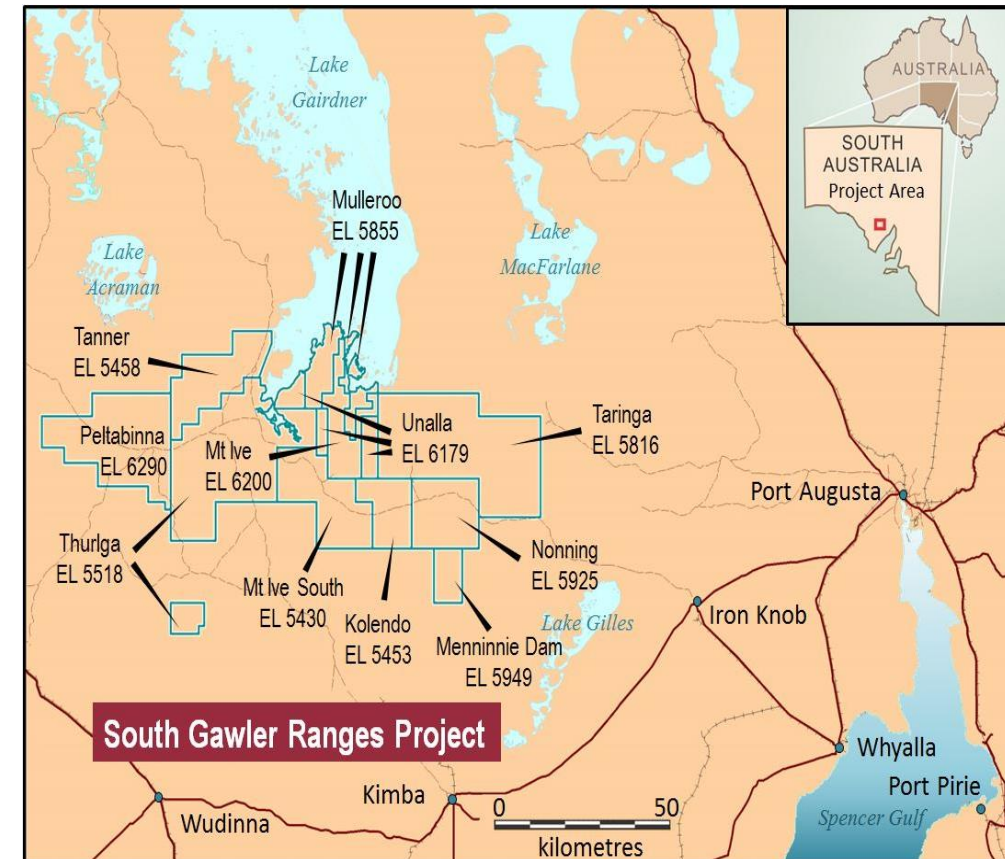 Lake
Gairdner
AUSTRALIA
SOUTH
AUSTRALIA
Project Area
Mulleroo
EL 5855
Lake
MacFarlane
Lake
Acraman
Tanner
EL 5458
Peltabinna
EL 6290
Mt Ive
EL 6200
Unalla
EL 6179
Taringa
EL 5816
Port Augusta
Thurlga
EL 5518
Mt Ive South
EL 5430
Kolendo
EL 5453
Nonning
EL 5925
Menninnie Dam
EL 5949
Lake Gilles
Iron Knob
South Gawler Ranges Project
Whyalla
Port Pirie
Spencer Gulf
Kimba
Wudinna
0 50
kilometres